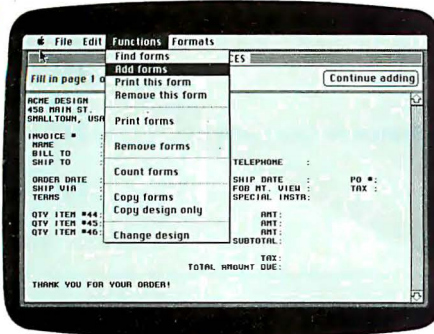 File Edit Functions Formats
CES
Find forms
Add forms
Print this form
Remove this form
Print forms
Remove forms
Count forms
Copy forms
Copy design only
Change design
Fill in page 1 o
Continue adding
ACME DESIGN
458 MAIN ST.
SMALLTOWN, USA
INVOICE #:
NAME :
BILL TO :
SHIP TO : TELEPHONE :
ORDER DATE : SHIP DATE : PO #:
SHIP VIA : FOB MT. VIEW : TAX :
TERMS : SPECIAL INSTR:
QTY ITEM #44: AMT:
QTY ITEM #45: AMT:
QTY ITEM #46: AMT:
SUBTOTAL:
TAX:
TOTAL AMOUNT DUE:
THANK YOU FOR YOUR ORDER!